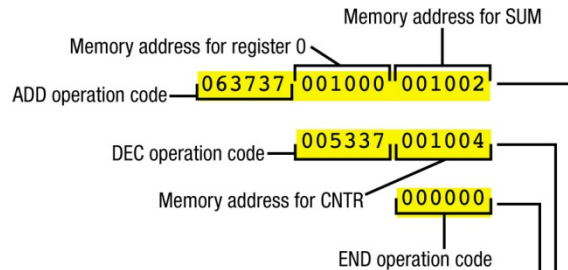 Memory address for SUM
Memory address for register 0
063737 001000 001002
ADD operation code
005337 001004
DEC operation code
Memory address for CNTR
000000
END operation code